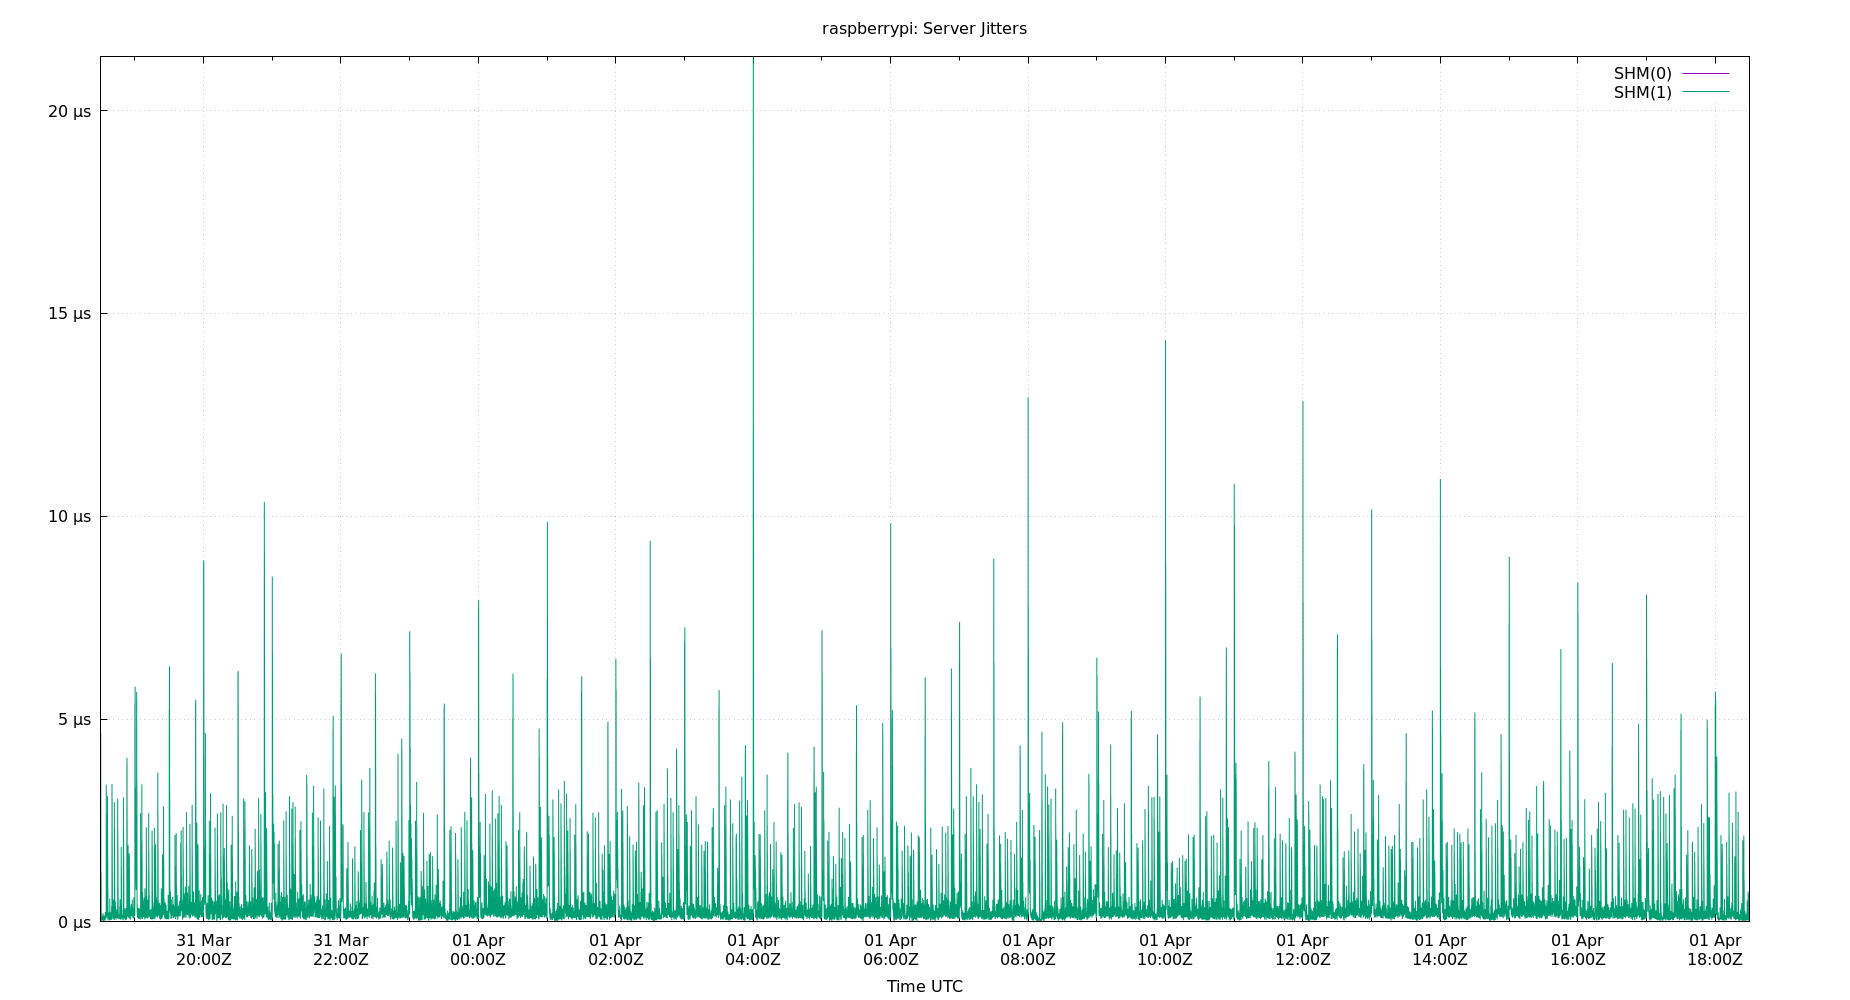 raspberrypi: Server Jitters
SHM(0)
SHM(1)
20 µs
15 µs
10 µs
5 µs
0 µs
31 Mar 31 Mar 01 Apr 01 Apr 01 Apr 01 Apr 01 Apr 01 Apr 01 Apr 01 Apr 01 Apr 01 Apr
20:00Z 22:00Z 00:00Z 02:00Z 04:00Z 06:00Z 08:00Z 10:00Z 12:00Z 14:00Z 16:00Z 18:00Z
Time UTC